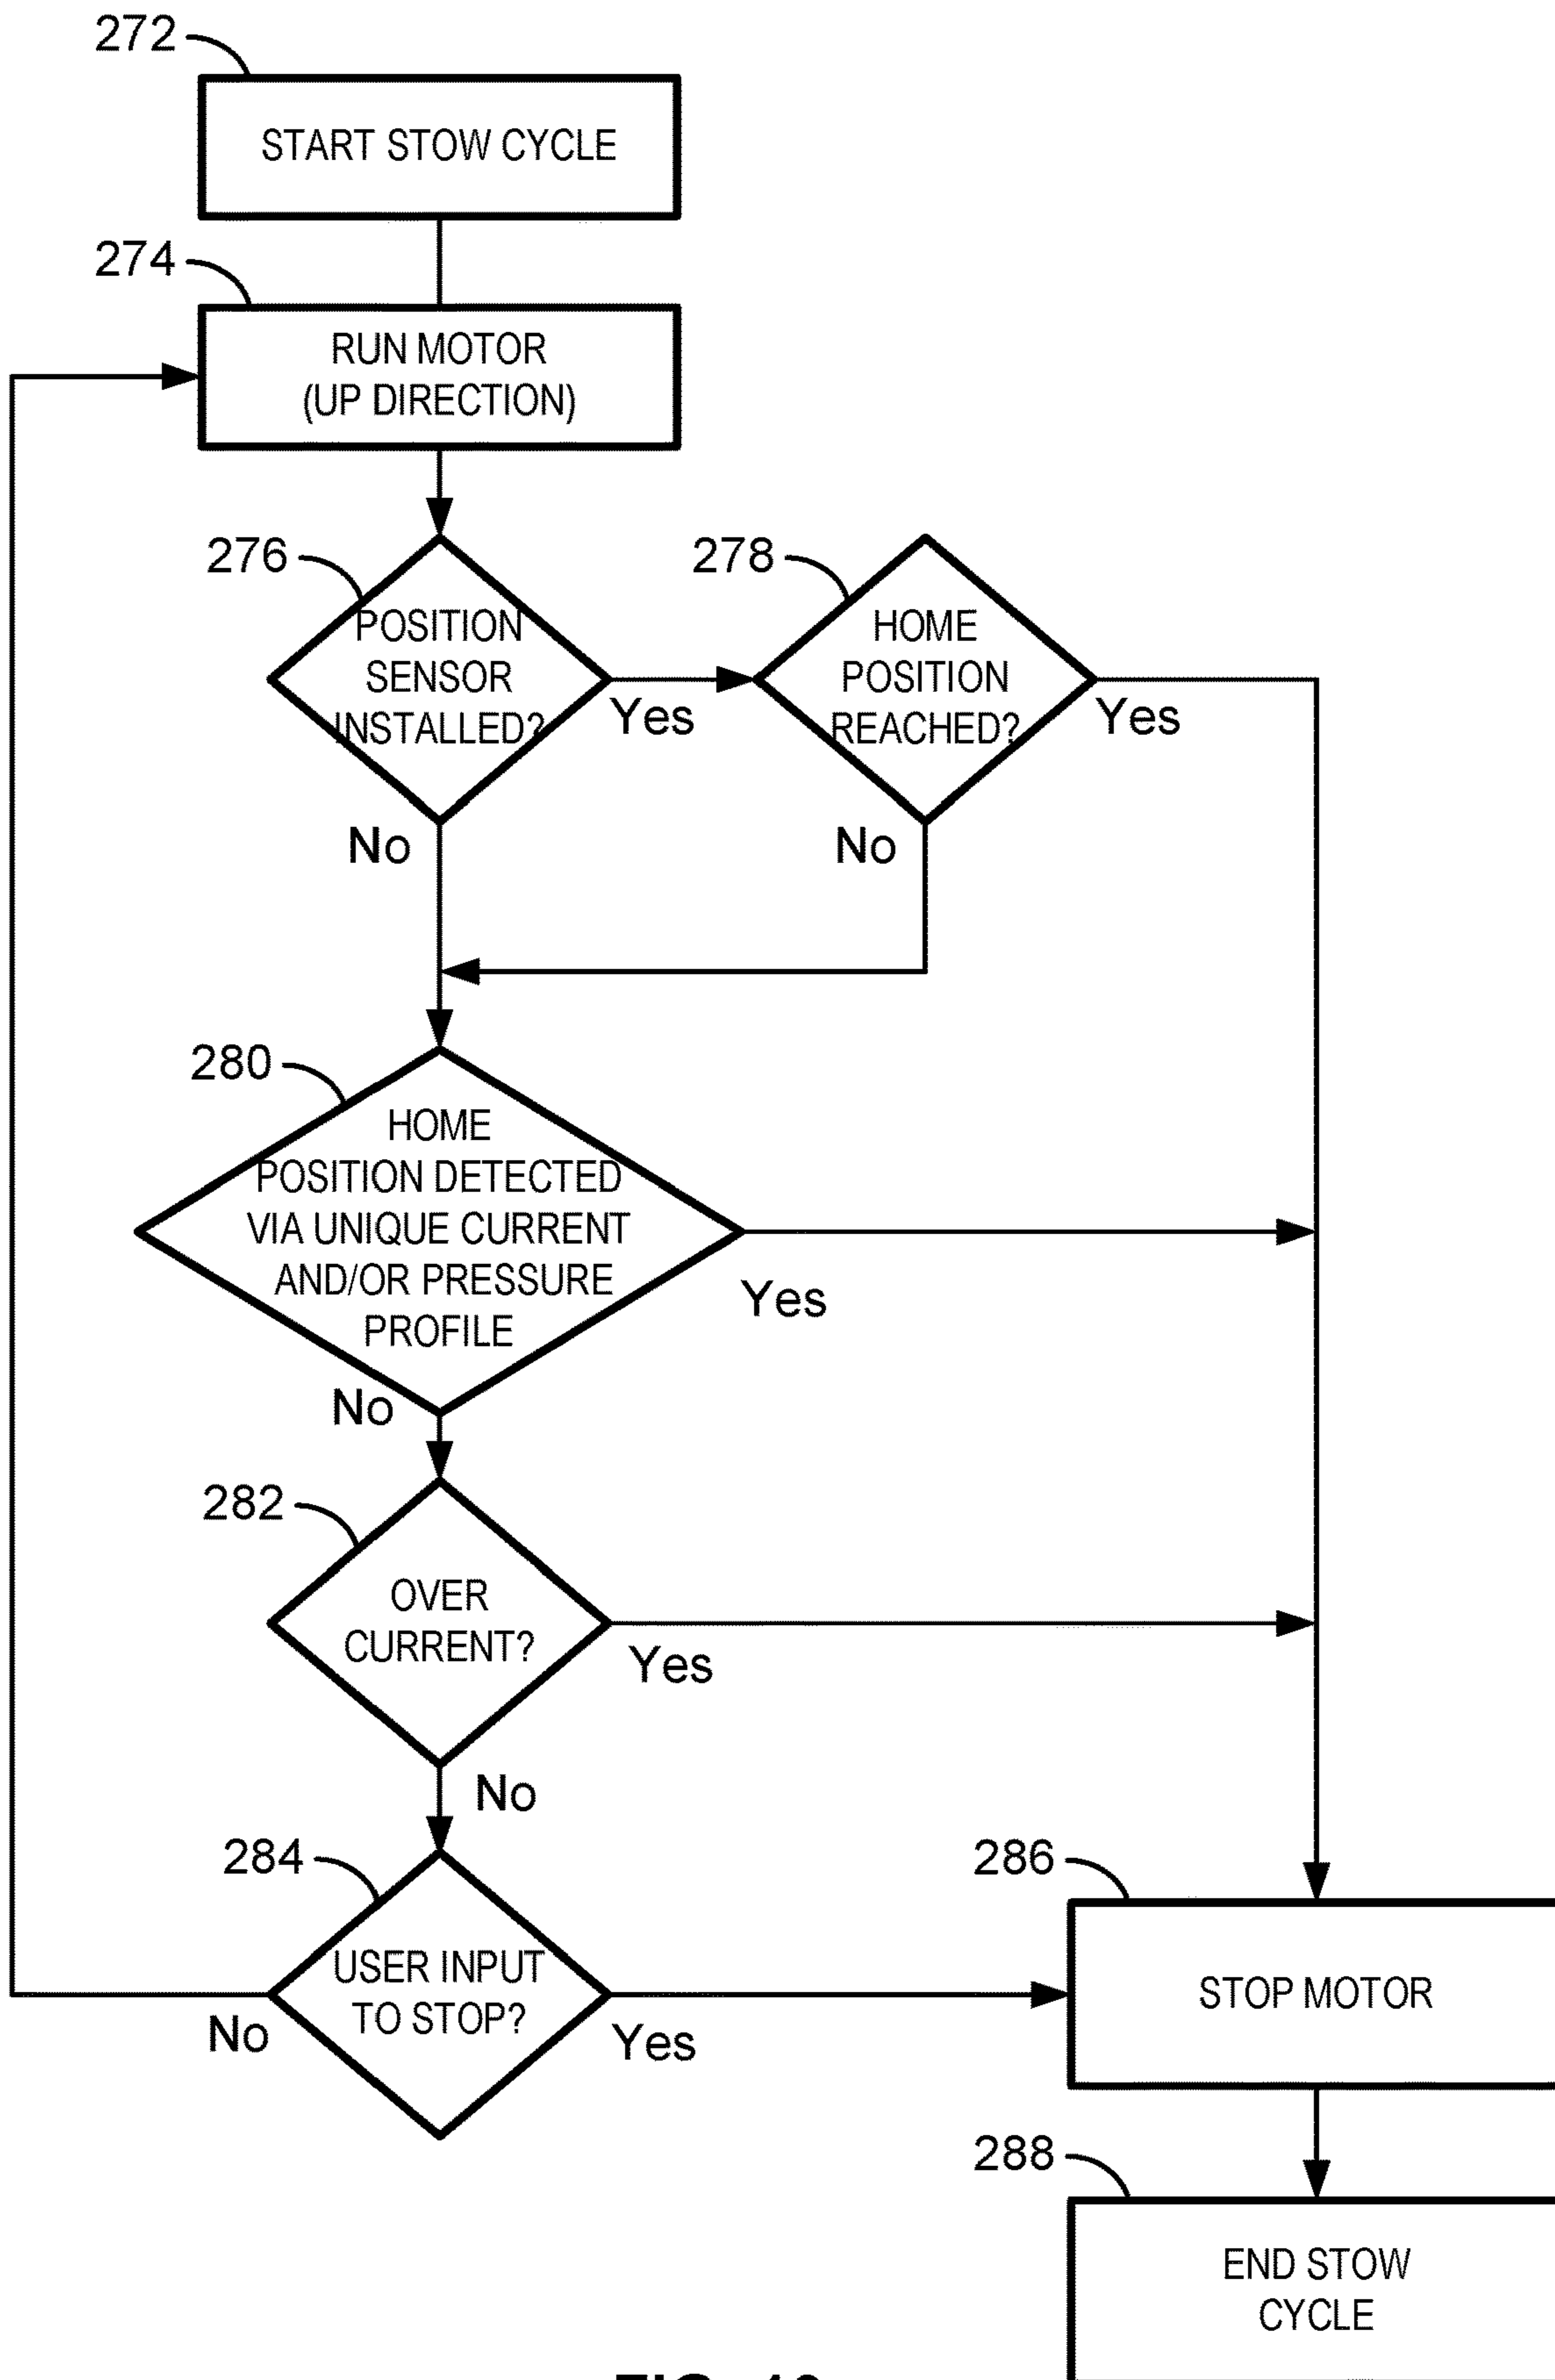 272
START STOW CYCLE
274
RUN MOTOR
(UP DIRECTION)
276
POSITION
SENSOR
INSTALLED?
Yes
No
278
HOME
POSITION
REACHED?
Yes
No
280
HOME
POSITION DETECTED
VIA UNIQUE CURRENT
AND/OR PRESSURE
PROFILE
Yes
No
282
OVER
CURRENT?
Yes
No
284
USER INPUT
TO STOP?
No
Yes
286
STOP MOTOR
288
END STOW
CYCLE